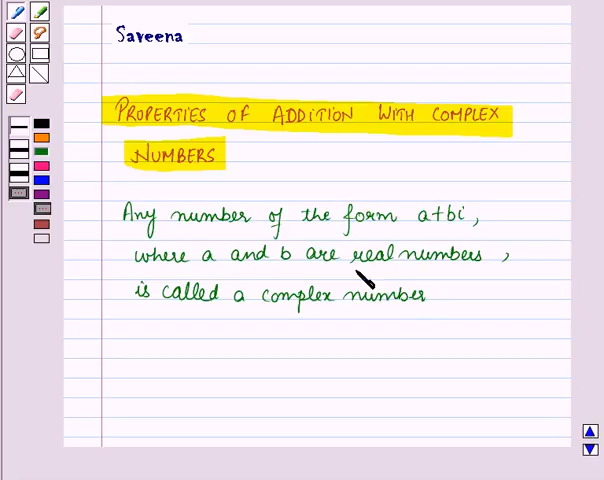 Saveena
PROPERTIES OF ADDITION WITH COMPLEX
NUMBERS
Any number of the form a+bi,
where a and b are real numbers,
is called a complex number